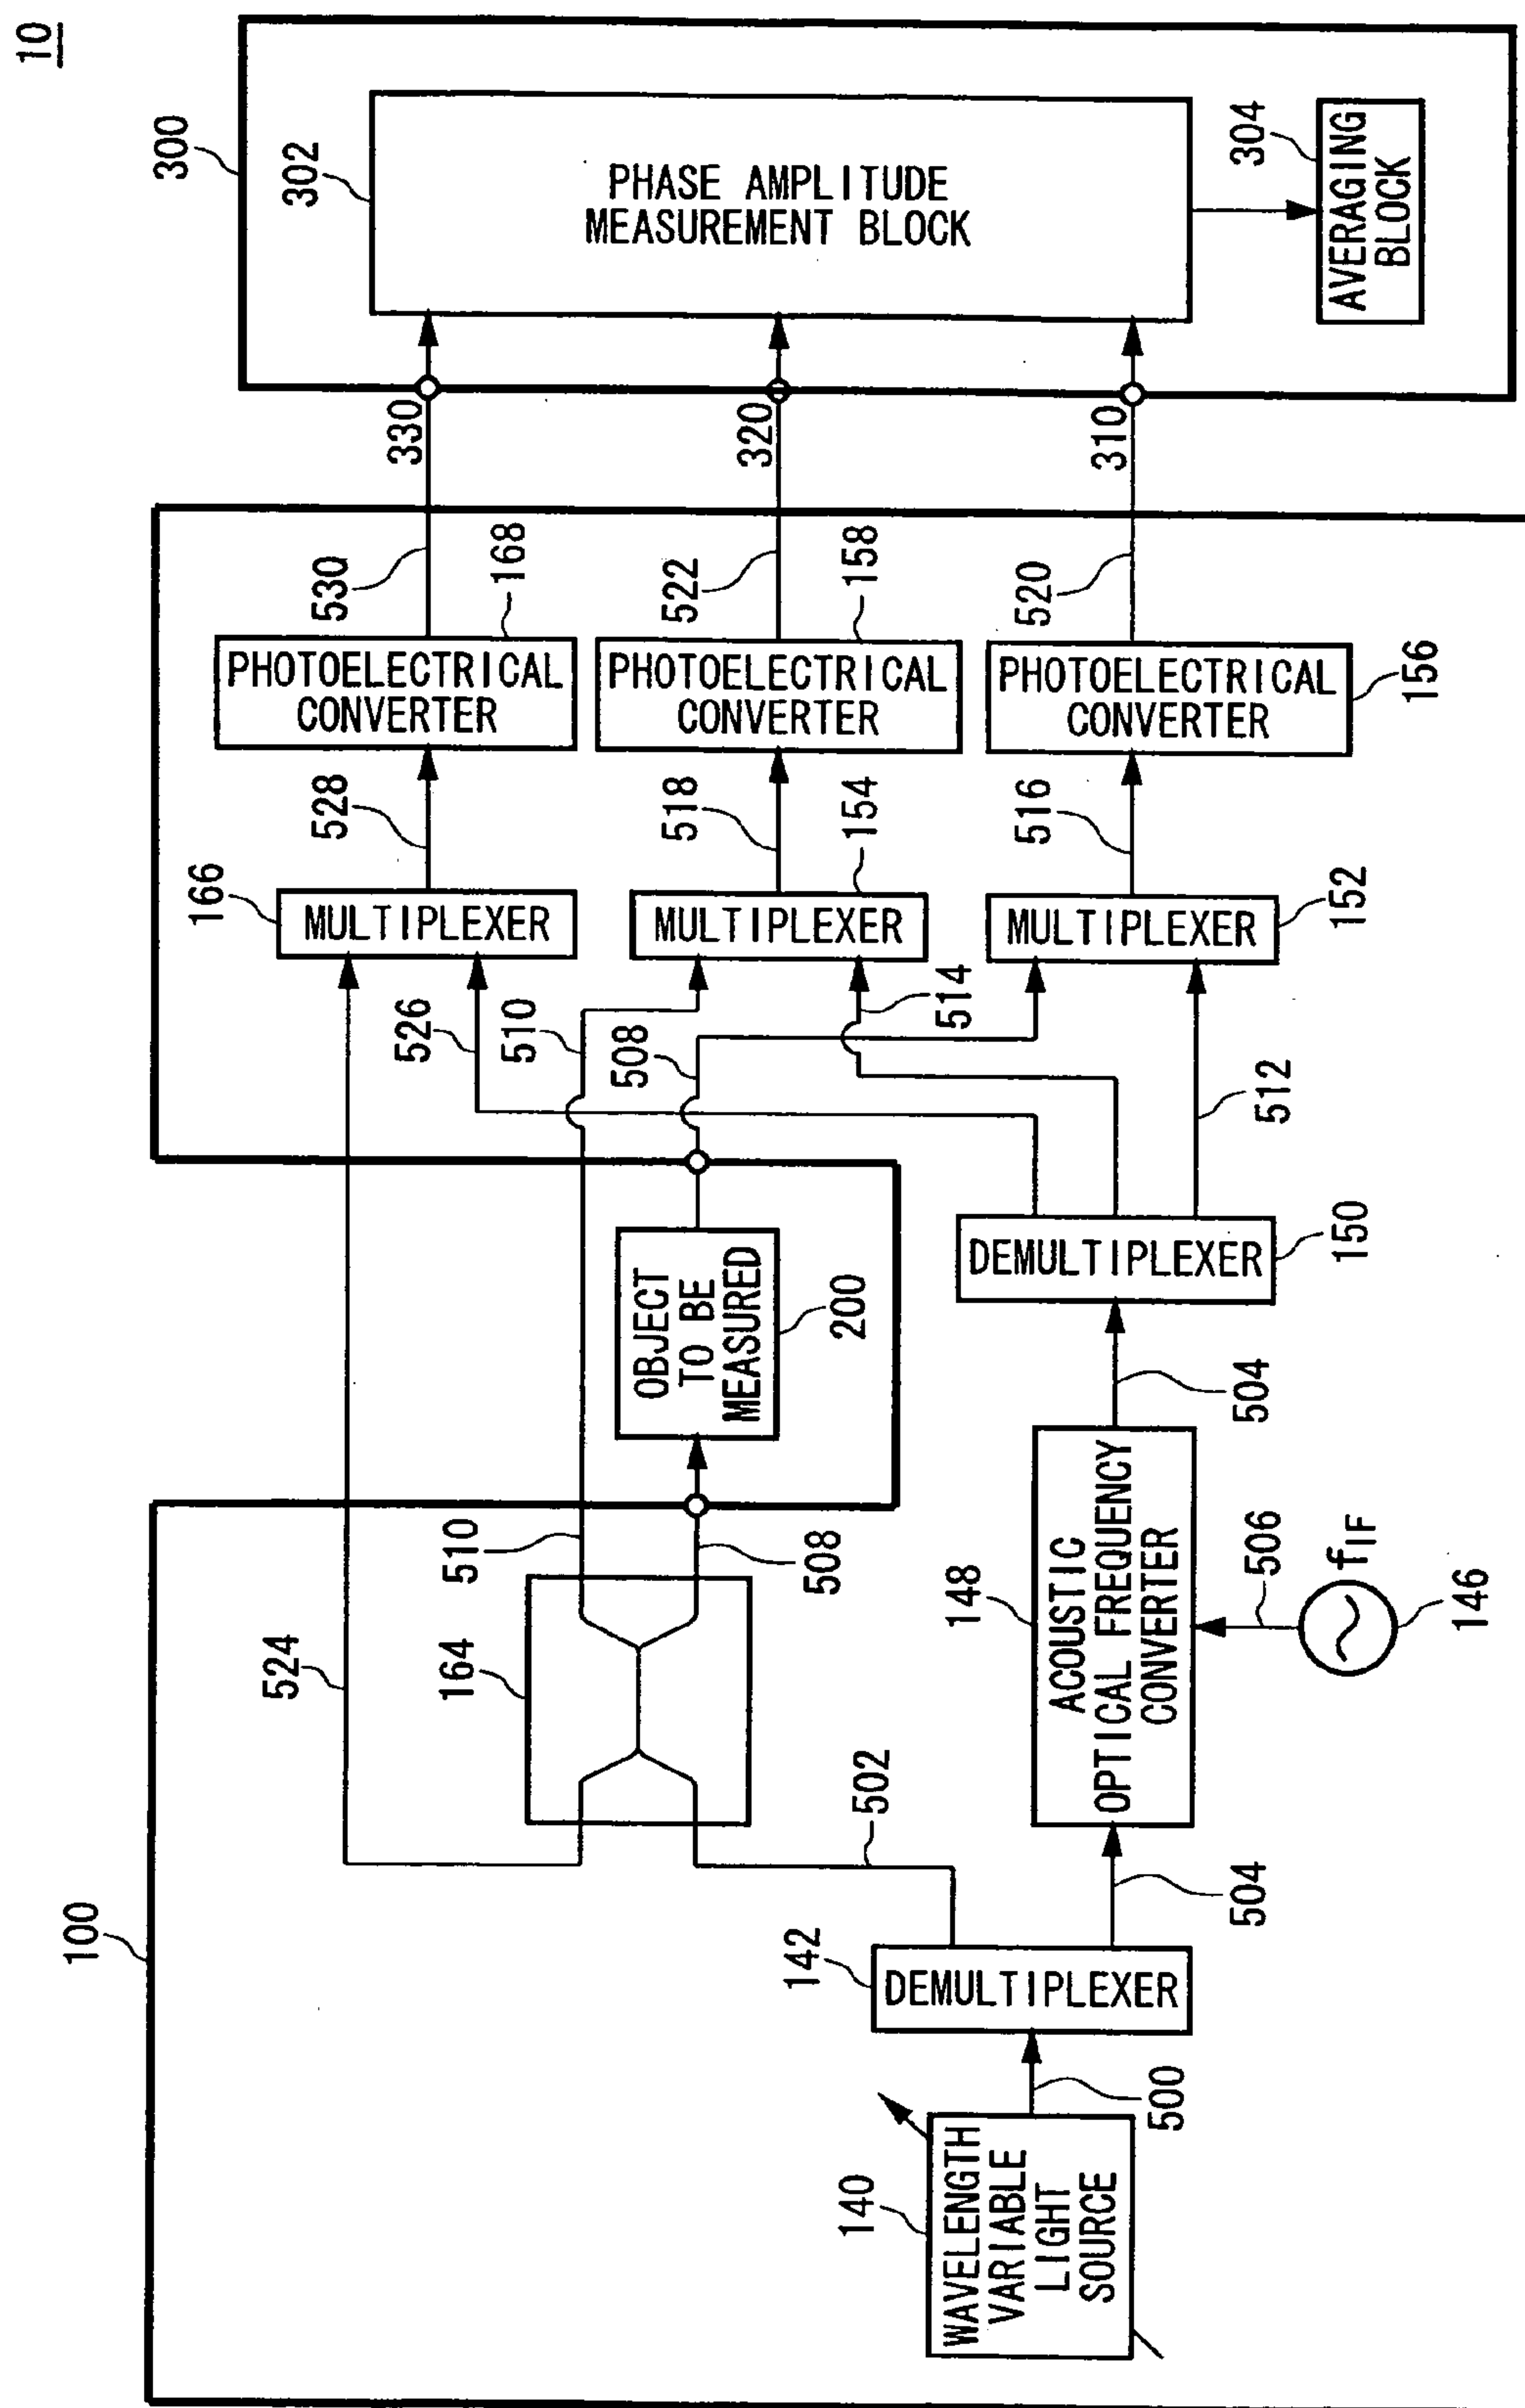 10
300
302
PHASE AMPLITUDE
MEASUREMENT BLOCK
304
AVERAGING
BLOCK
330
320
310
530
168
522
158
520
156
PHOTOELECTRICAL
CONVERTER
PHOTOELECTRICAL
CONVERTER
PHOTOELECTRICAL
CONVERTER
528
518
516
166
MULTIPLEXER
154
MULTIPLEXER
152
MULTIPLEXER
526
510
508
514
512
OBJECT
TO BE
MEASURED
200
DEMULTIPLEXER
150
504
524
164
510
508
148
ACOUSTIC
OPTICAL FREQUENCY
CONVERTER
506
fIF
146
502
504
100
142
DEMULTIPLEXER
500
140
WAVELENGTH
VARIABLE
LIGHT
SOURCE